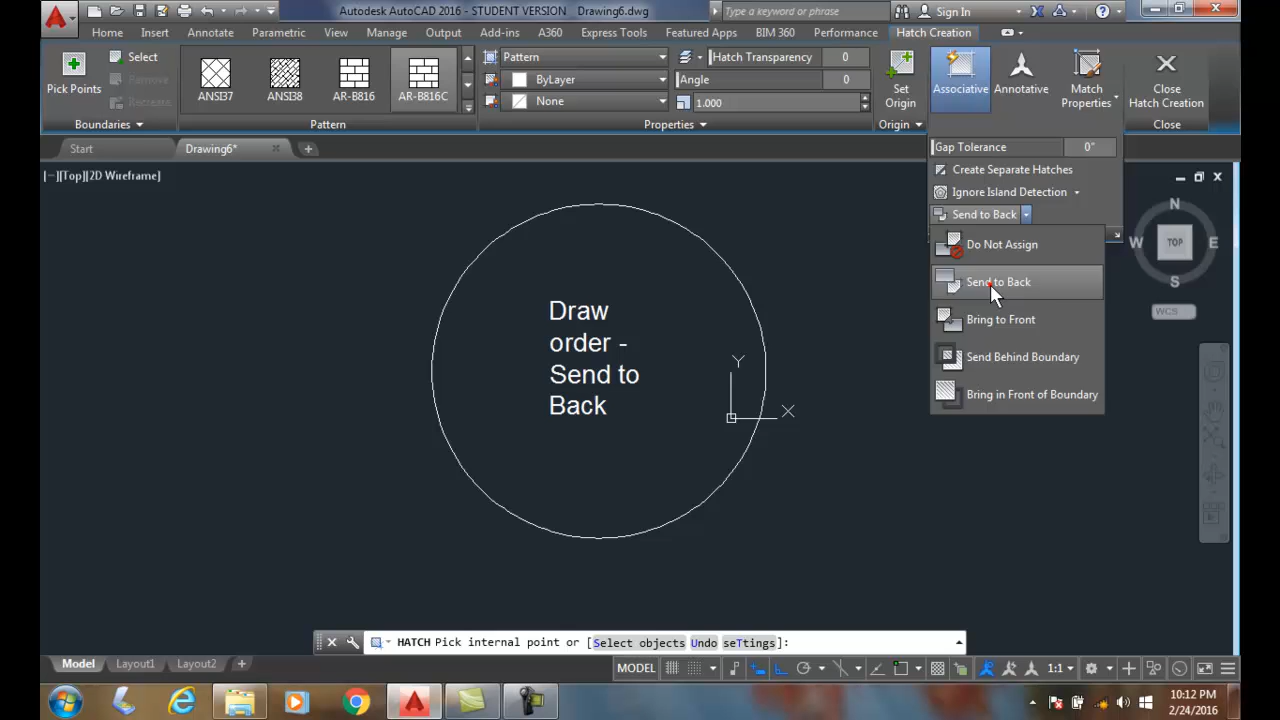 Autodesk AutoCAD 2016 - STUDENT VERSION Drawing6.dwg
Type a keyword or phrase
Sign In
Home Insert Annotate Parametric View Manage Output Add-ins A360 Express Tools Featured Apps BIM 360 Performance Hatch Creation
Pick Points
Select
Remove
Recreate
Boundaries
ANSI37
ANSI38
AR-B816
AR-B816C
Pattern
Pattern
ByLayer
None
Hatch Transparency 0
Angle 0
1.000
Properties
Set
Origin
Origin
Associative
Annotative
Match
Properties
Close
Hatch Creation
Close
Gap Tolerance 0"
Create Separate Hatches
Ignore Island Detection
Send to Back
Do Not Assign
Send to Back
Bring to Front
Send Behind Boundary
Bring in Front of Boundary
Start
Drawing6*
[−][Top][2D Wireframe]
N
W TOP E
S
WCS
Draw
order -
Send to
Back
Y
X
HATCH Pick internal point or [Select objects Undo seTtings]:
Model Layout1 Layout2
MODEL
1:1
10:12 PM
2/24/2016